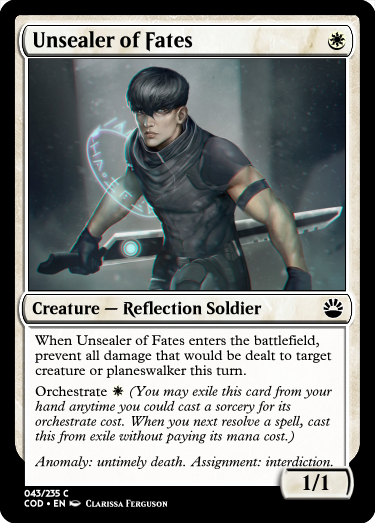 Unsealer of Fates
Creature — Reflection Soldier
When Unsealer of Fates enters the battlefield,
prevent all damage that would be dealt to target
creature or planeswalker this turn.
Orchestrate (You may exile this card from your
hand anytime you could cast a sorcery for its
orchestrate cost. When you next resolve a spell, cast
this from exile without paying its mana cost.)
Anomaly: untimely death. Assignment: interdiction.
1/1
043/235 C
COD • EN Clarissa Ferguson